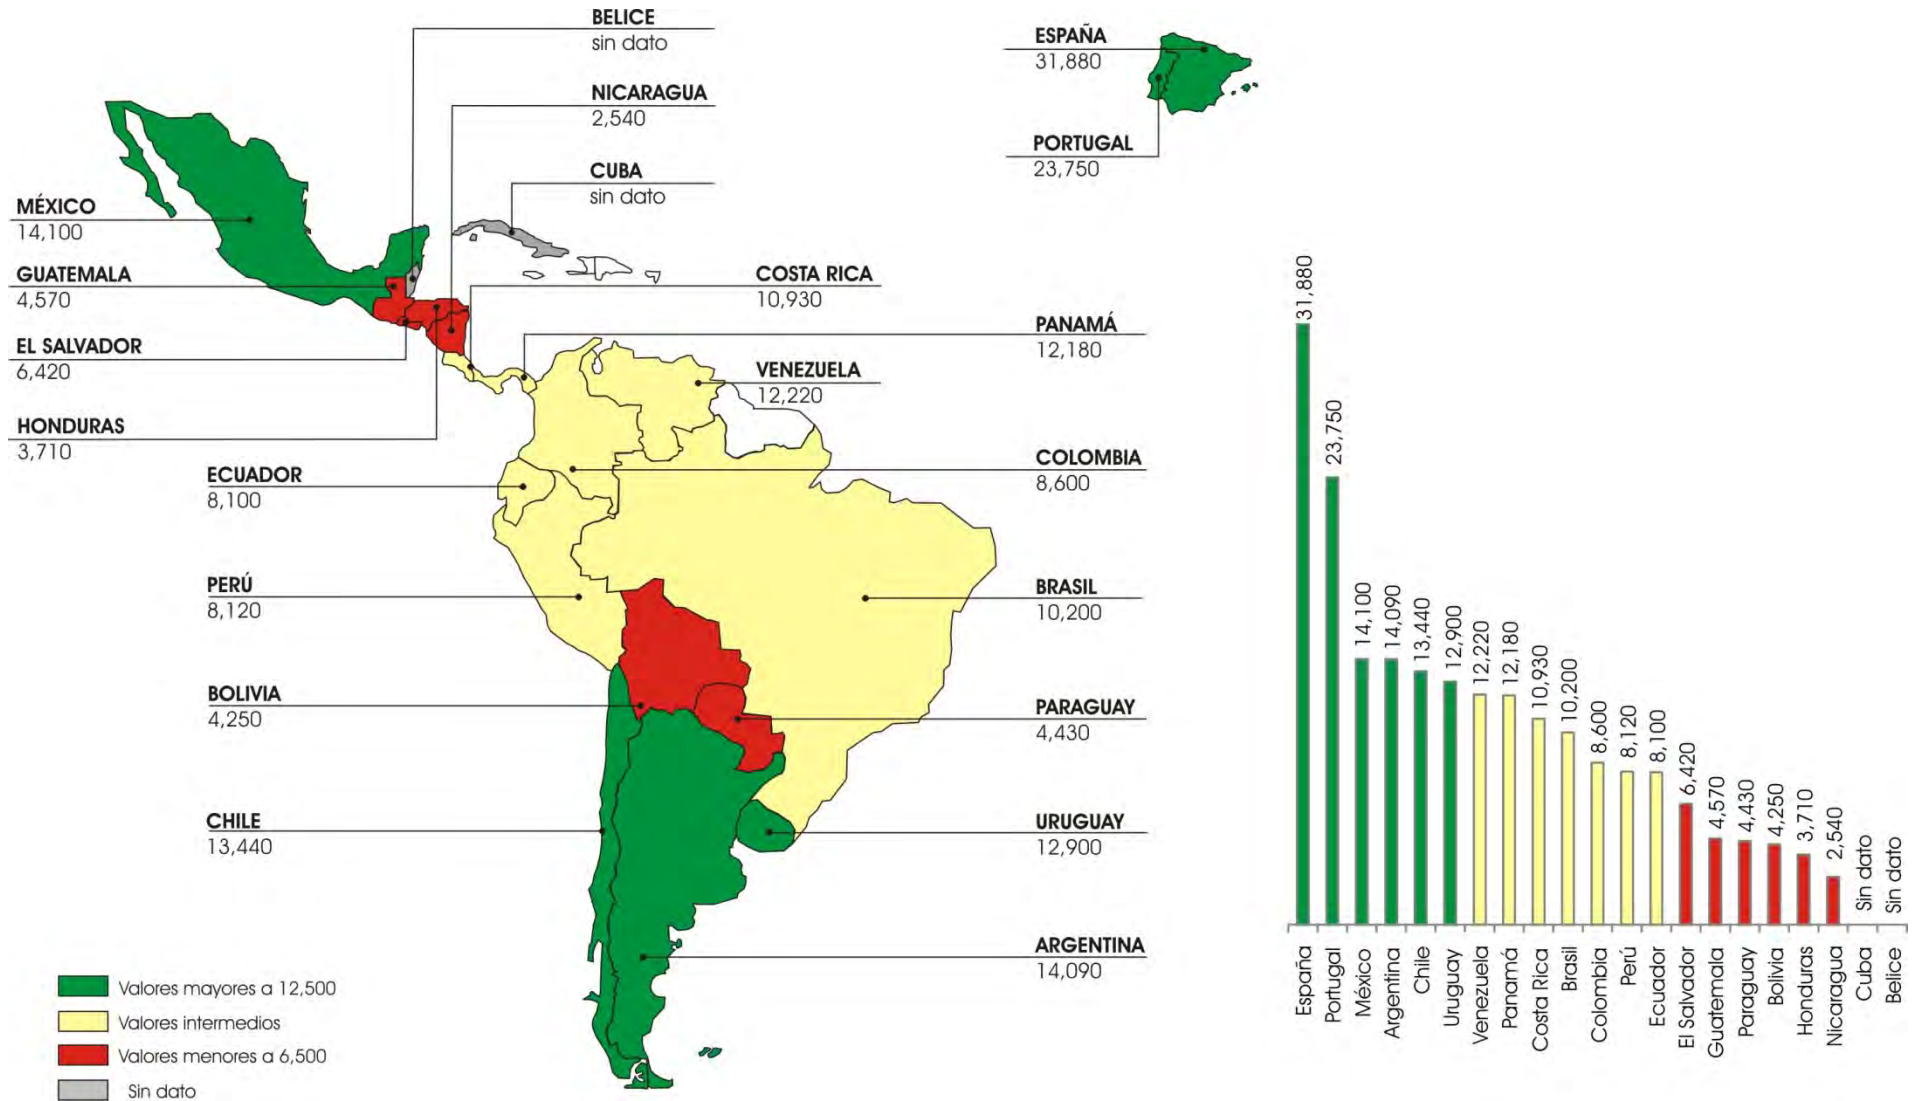 BELICE
sin dato
NICARAGUA
2,540
CUBA
sin dato
ESPAÑA
31,880
PORTUGAL
23,750
MÉXICO
14,100
GUATEMALA
4,570
EL SALVADOR
6,420
HONDURAS
3,710
COSTA RICA
10,930
PANAMÁ
12,180
VENEZUELA
12,220
COLOMBIA
8,600
ECUADOR
8,100
PERÚ
8,120
BRASIL
10,200
BOLIVIA
4,250
PARAGUAY
4,430
CHILE
13,440
URUGUAY
12,900
ARGENTINA
14,090
Valores mayores a 12,500
Valores intermedios
Valores menores a 6,500
Sin dato
31,880
23,750
14,100
14,090
13,440
12,900
12,220
12,180
10,930
10,200
8,600
8,120
8,100
6,420
4,570
4,430
4,250
3,710
2,540
Sin dato
Sin dato
España
Portugal
México
Argentina
Chile
Uruguay
Venezuela
Panamá
Costa Rica
Brasil
Colombia
Perú
Ecuador
El Salvador
Guatemala
Paraguay
Bolivia
Honduras
Nicaragua
Cuba
Belice